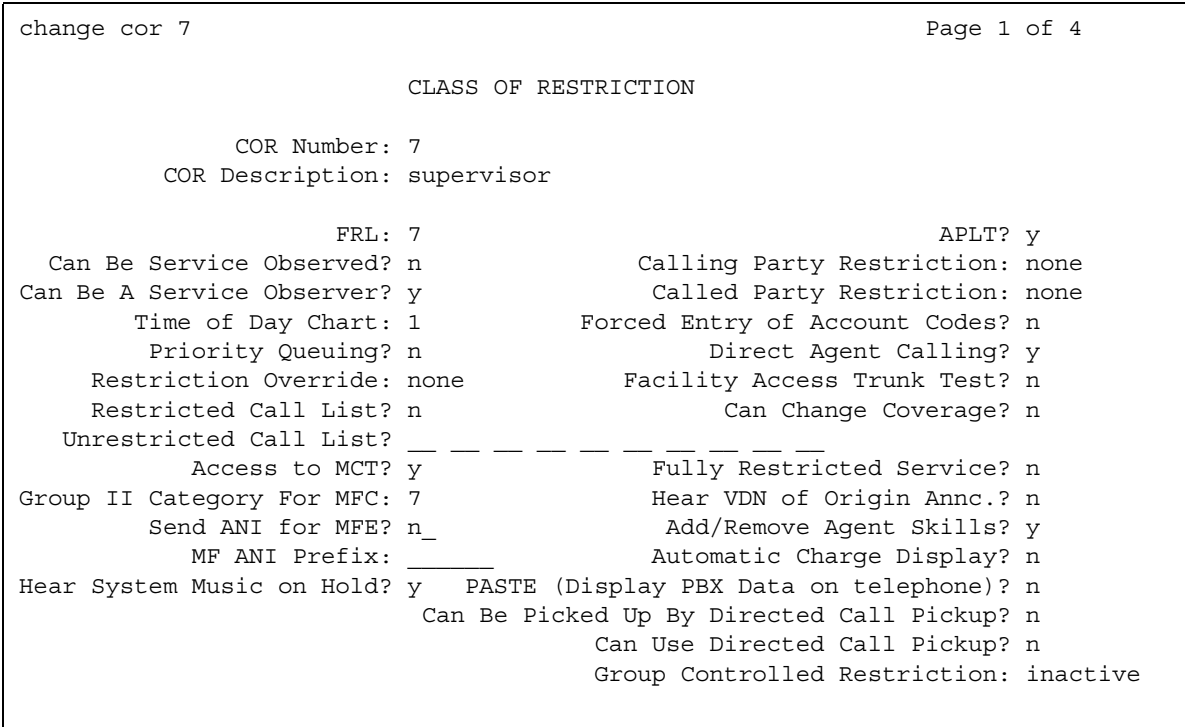 change cor 7 Page 1 of 4
CLASS OF RESTRICTION
COR Number: 7
COR Description: supervisor
FRL: 7 APLT? y
Can Be Service Observed? n Calling Party Restriction: none
Can Be A Service Observer? y Called Party Restriction: none
Time of Day Chart: 1 Forced Entry of Account Codes? n
Priority Queuing? n Direct Agent Calling? y
Restriction Override: none Facility Access Trunk Test? n
Restricted Call List? n Can Change Coverage? n
Unrestricted Call List? __ __ __ __ __ __ __ __ __ __
Access to MCT? y Fully Restricted Service? n
Group II Category For MFC: 7 Hear VDN of Origin Annc.? n
Send ANI for MFE? n_ Add/Remove Agent Skills? y
MF ANI Prefix: ______ Automatic Charge Display? n
Hear System Music on Hold? y PASTE (Display PBX Data on telephone)? n
Can Be Picked Up By Directed Call Pickup? n
Can Use Directed Call Pickup? n
Group Controlled Restriction: inactive